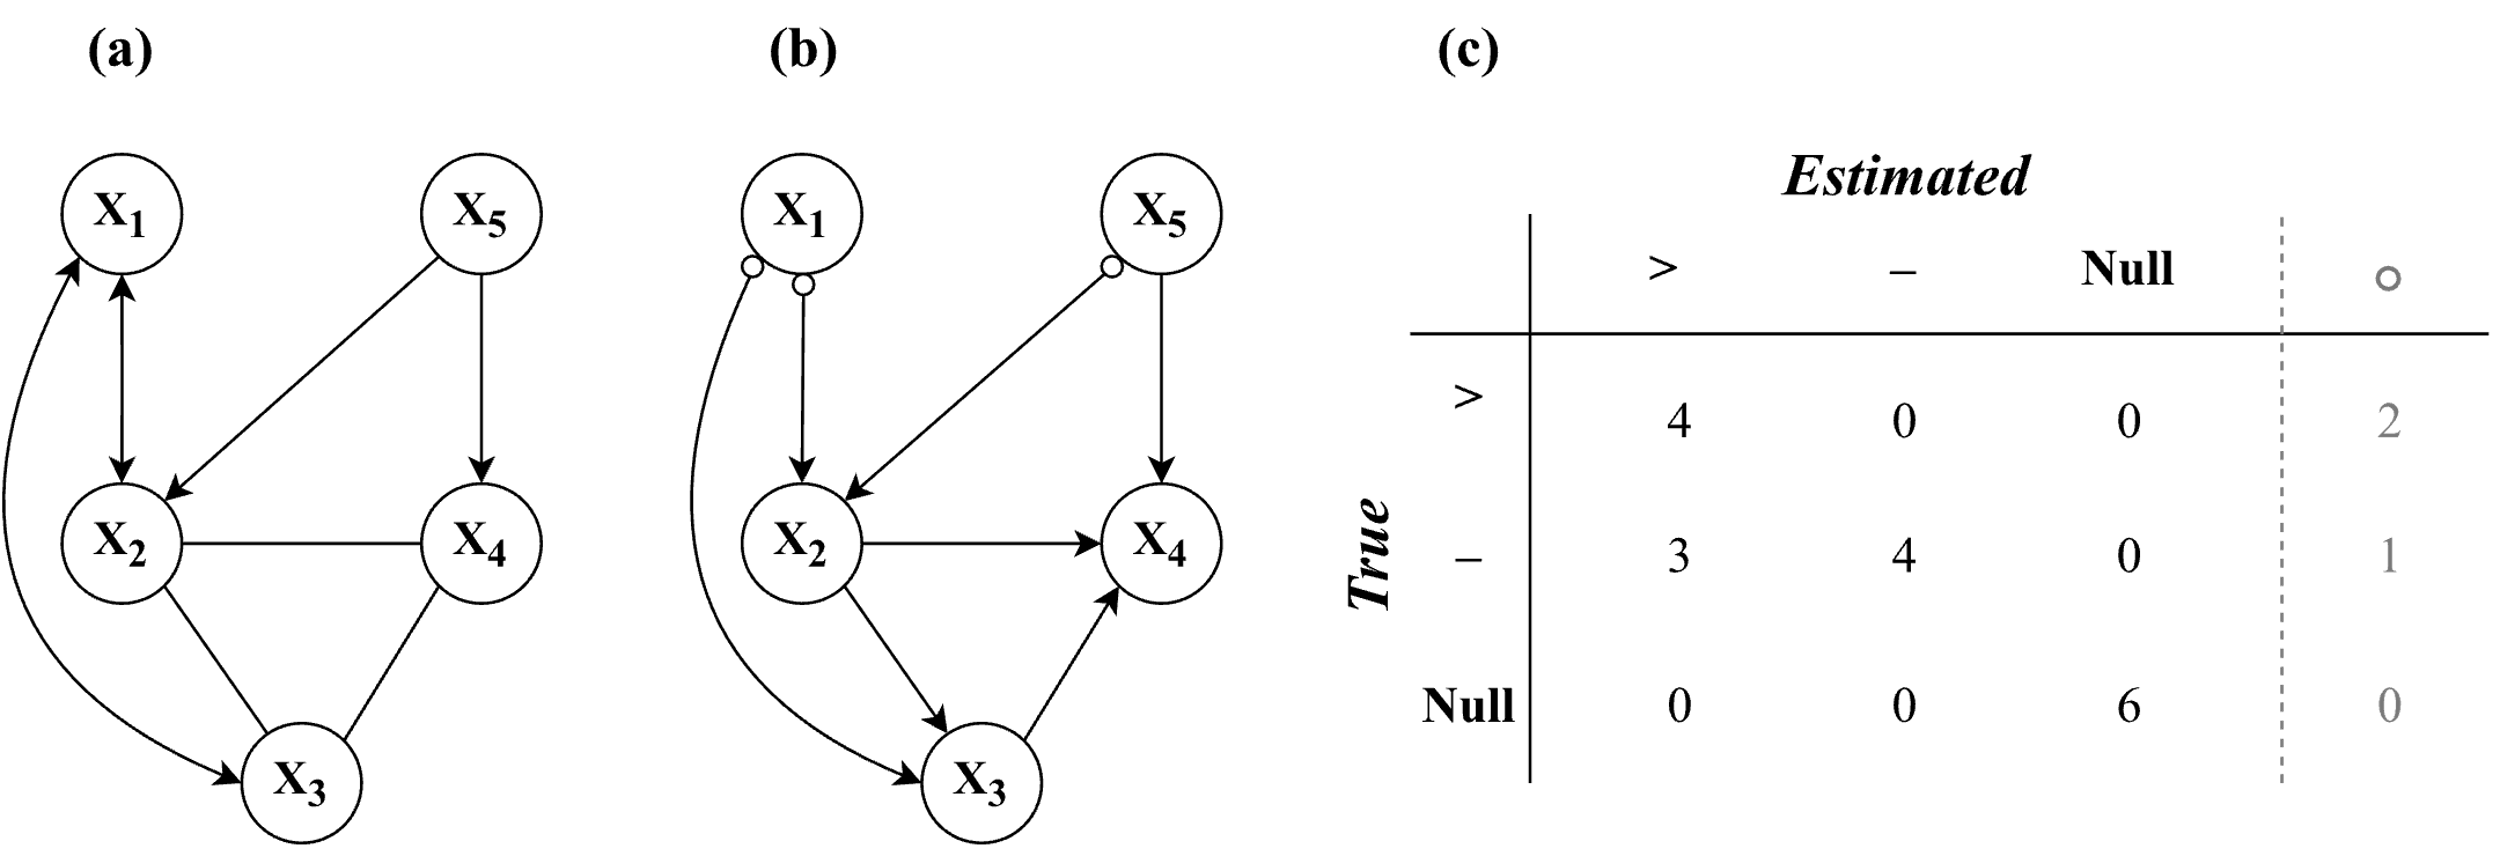 (a)
X1
X5
X2
X4
X3
(b)
X1
X5
X2
X4
X3
(c)
Estimated
> – Null ○
True
> 4 0 0 2
– 3 4 0 1
Null 0 0 6 0